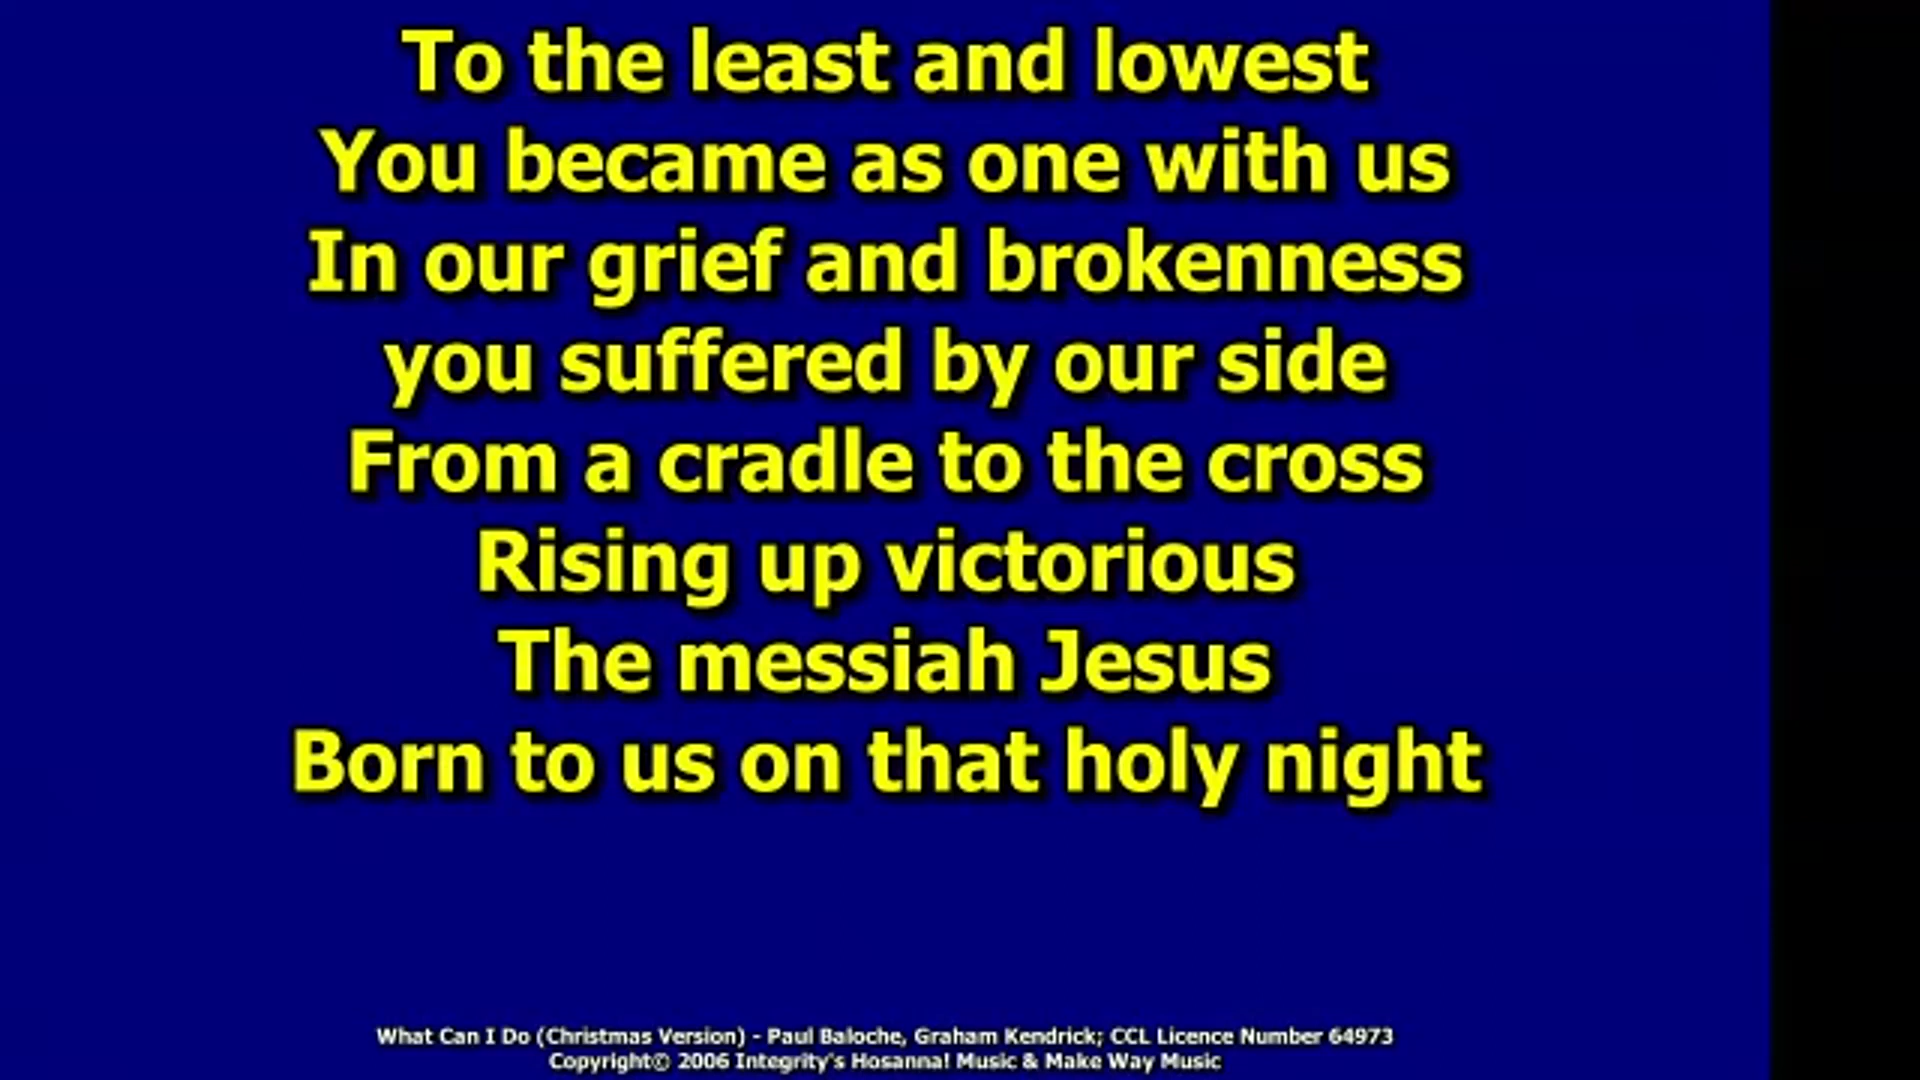 To the least and lowest
You became as one with us
In our grief and brokenness
you suffered by our side
From a cradle to the cross
Rising up victorious
The messiah Jesus
Born to us on that holy night
What Can I Do (Christmas Version) - Paul Baloche, Graham Kendrick; CCL Licence Number 64973
Copyright© 2006 Integrity's Hosanna! Music & Make Way Music